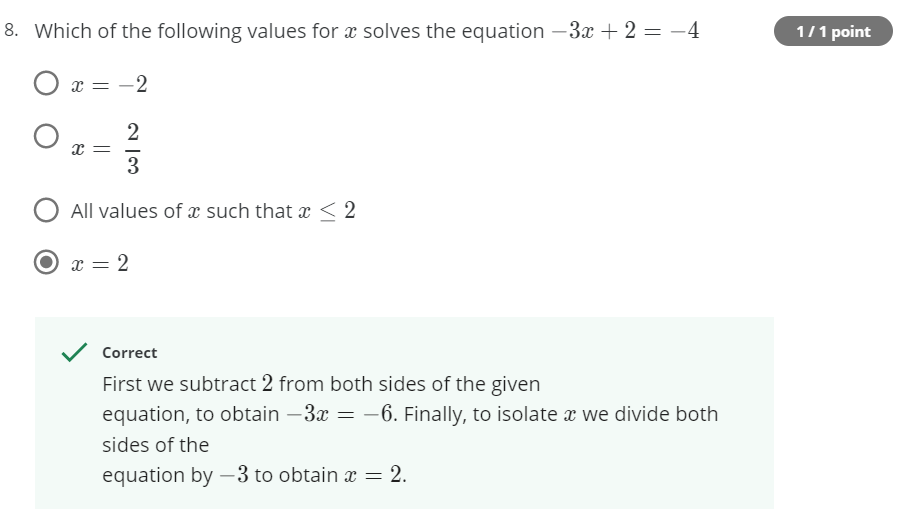 8. Which of the following values for x solves the equation −3x + 2 = −4
1 / 1 point
x = −2
x = 2/3
All values of x such that x ≤ 2
x = 2
Correct
First we subtract 2 from both sides of the given
equation, to obtain −3x = −6. Finally, to isolate x we divide both
sides of the
equation by −3 to obtain x = 2.